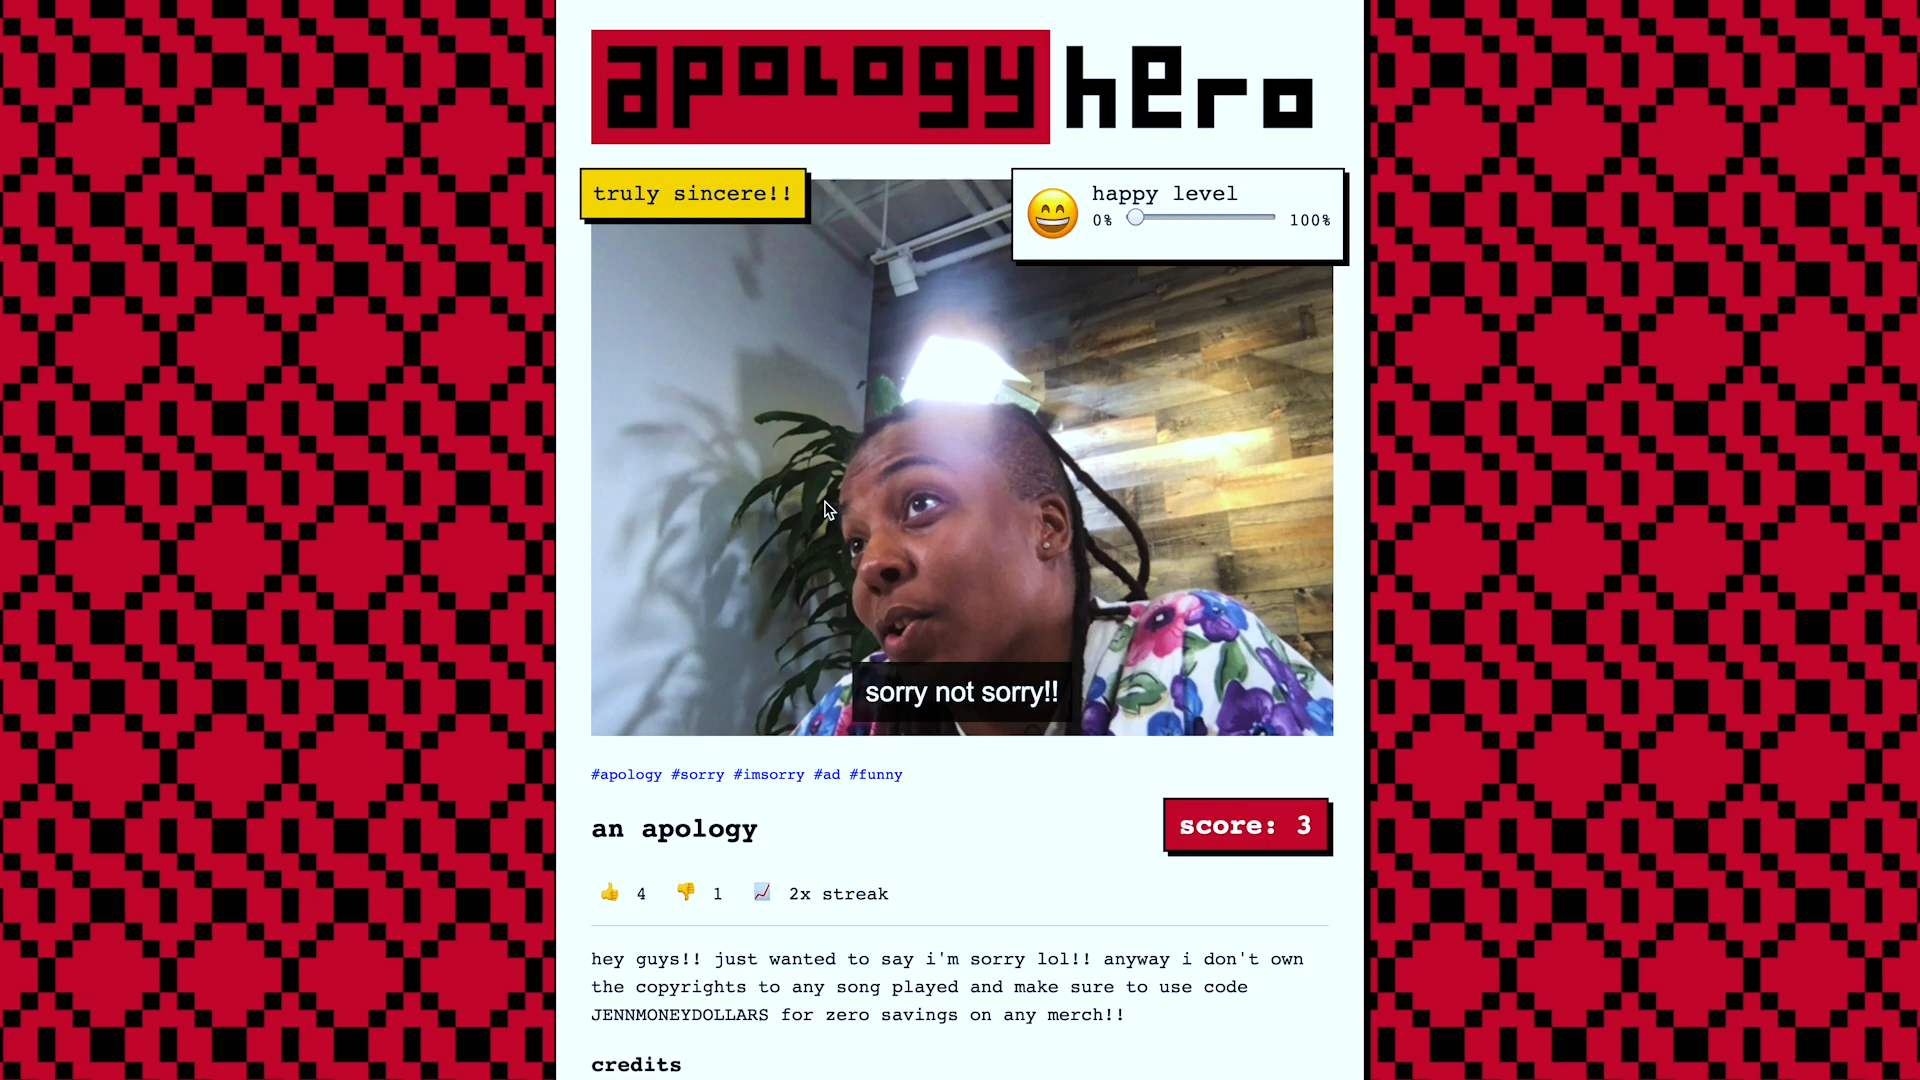 apology hero
truly sincere!!
happy level
0% 100%
sorry not sorry!!
#apology #sorry #imsorry #ad #funny
an apology
score: 3
4 1 2x streak
hey guys!! just wanted to say i'm sorry lol!! anyway i don't own
the copyrights to any song played and make sure to use code
JENNMONEYDOLLARS for zero savings on any merch!!
credits